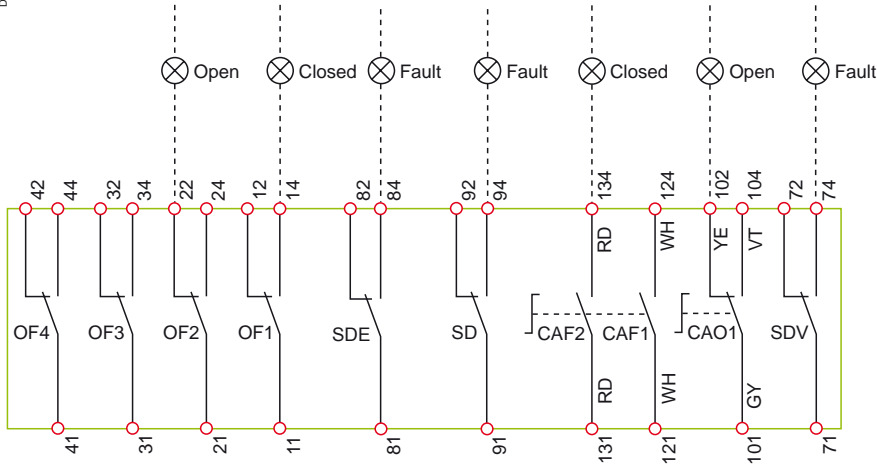 D
Open Closed Fault Fault Closed Open Fault
42 44 32 34 22 24 12 14 82 84 92 94 134 124 102 104 72 74
RD WH YE VT
OF4 OF3 OF2 OF1 SDE SD CAF2 CAF1 CAO1 SDV
RD WH GY
41 31 21 11 81 91 131 121 101 71